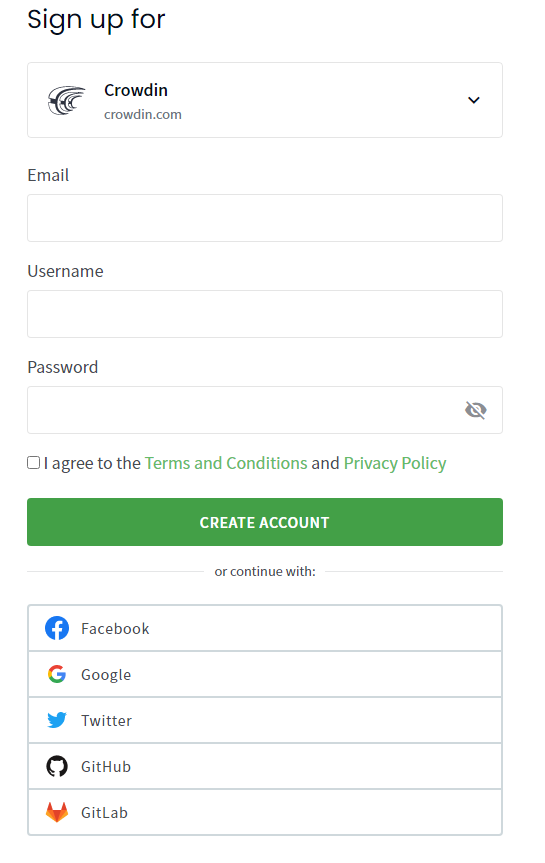 Sign up for
Crowdin
crowdin.com
Email
Username
Password
I agree to the Terms and Conditions and Privacy Policy
CREATE ACCOUNT
or continue with:
Facebook
Google
Twitter
GitHub
GitLab